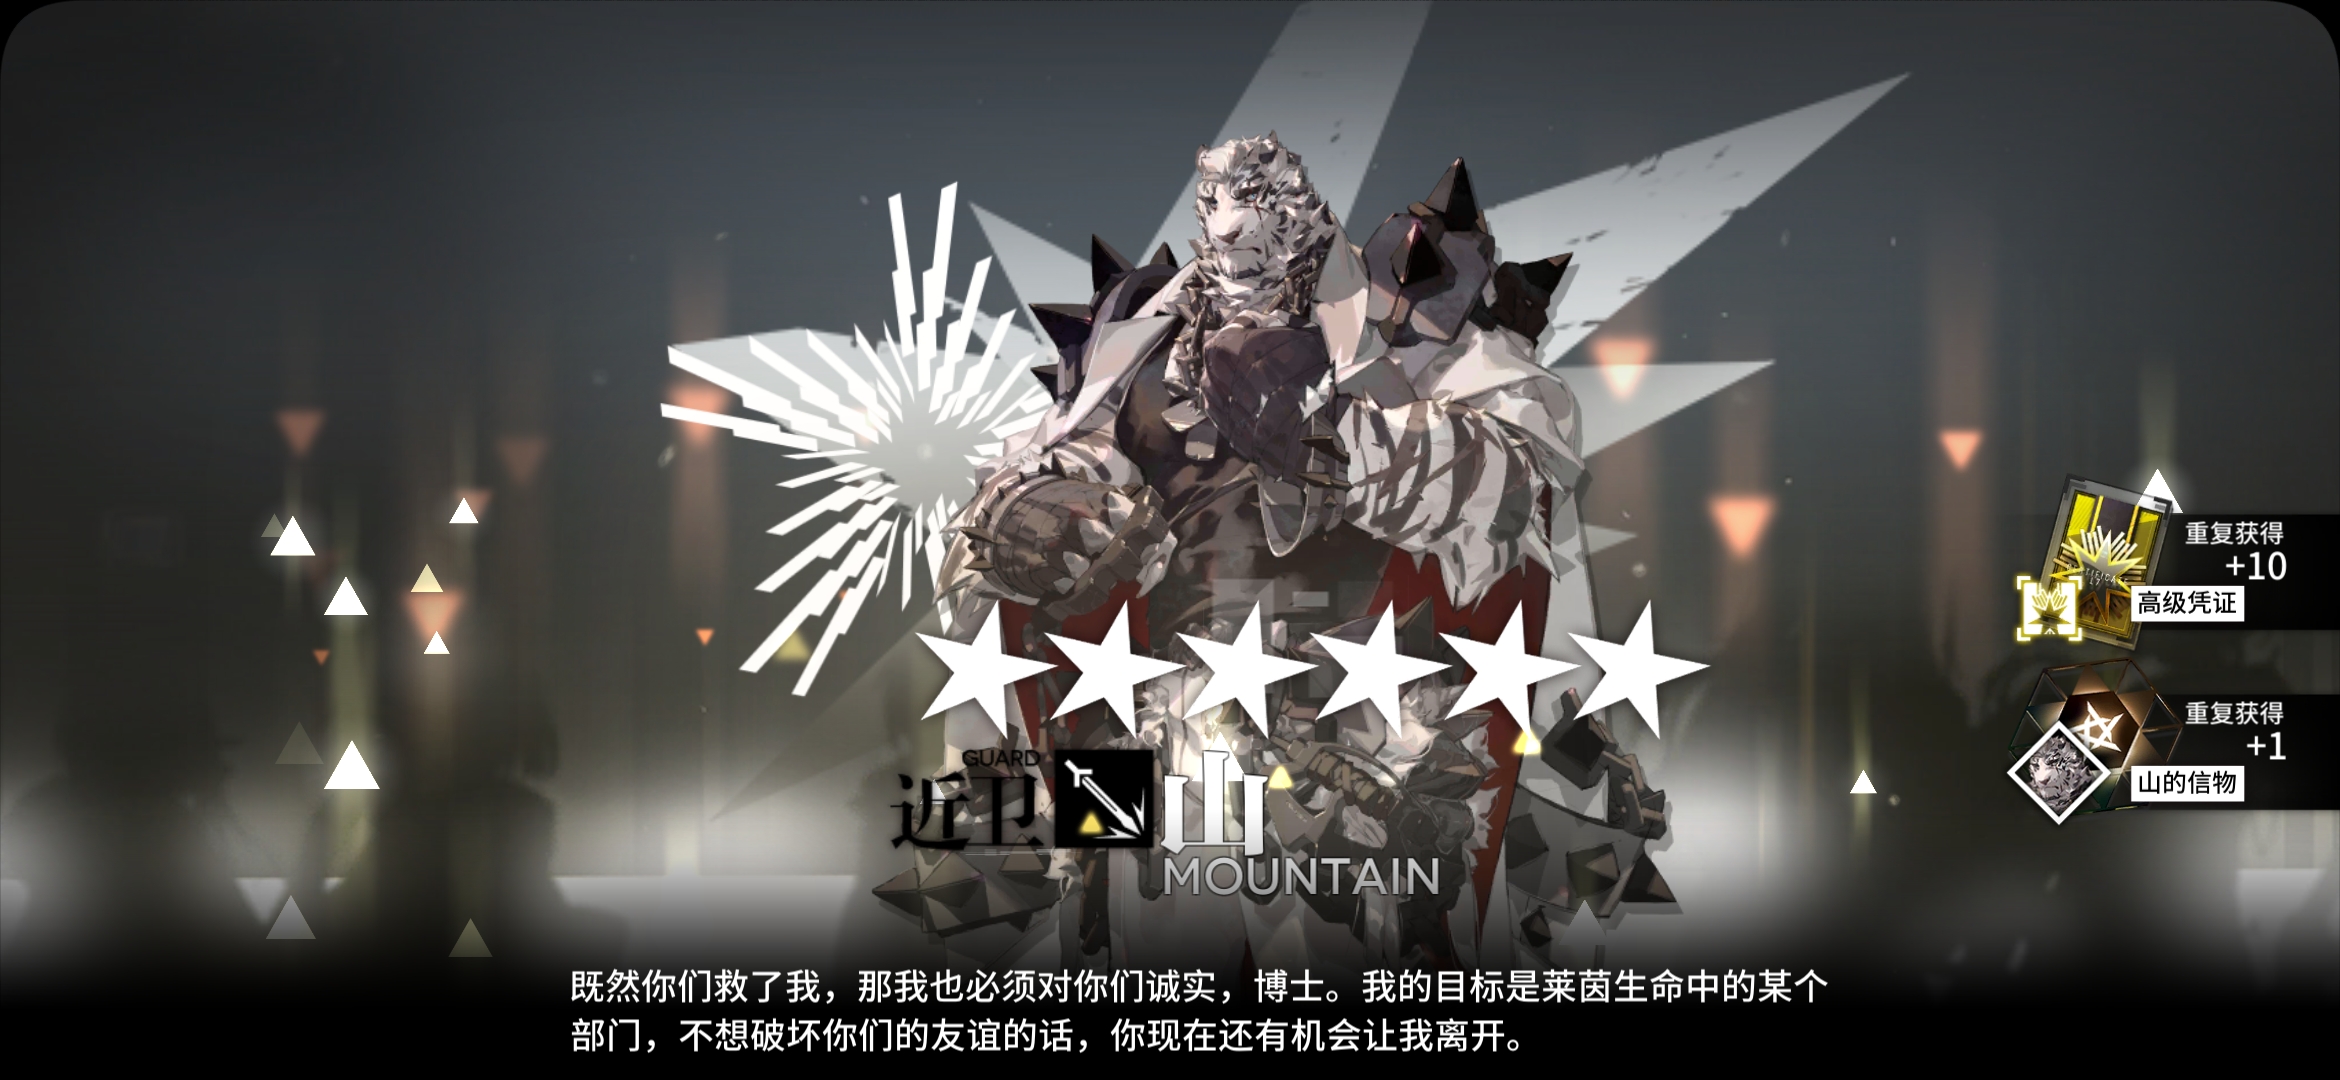 重复获得
+10
高级凭证
重复获得
+1
山的信物
GUARD
近卫
山
MOUNTAIN
既然你们救了我，那我也必须对你们诚实，博士。我的目标是莱茵生命中的某个
部门，不想破坏你们的友谊的话，你现在还有机会让我离开。